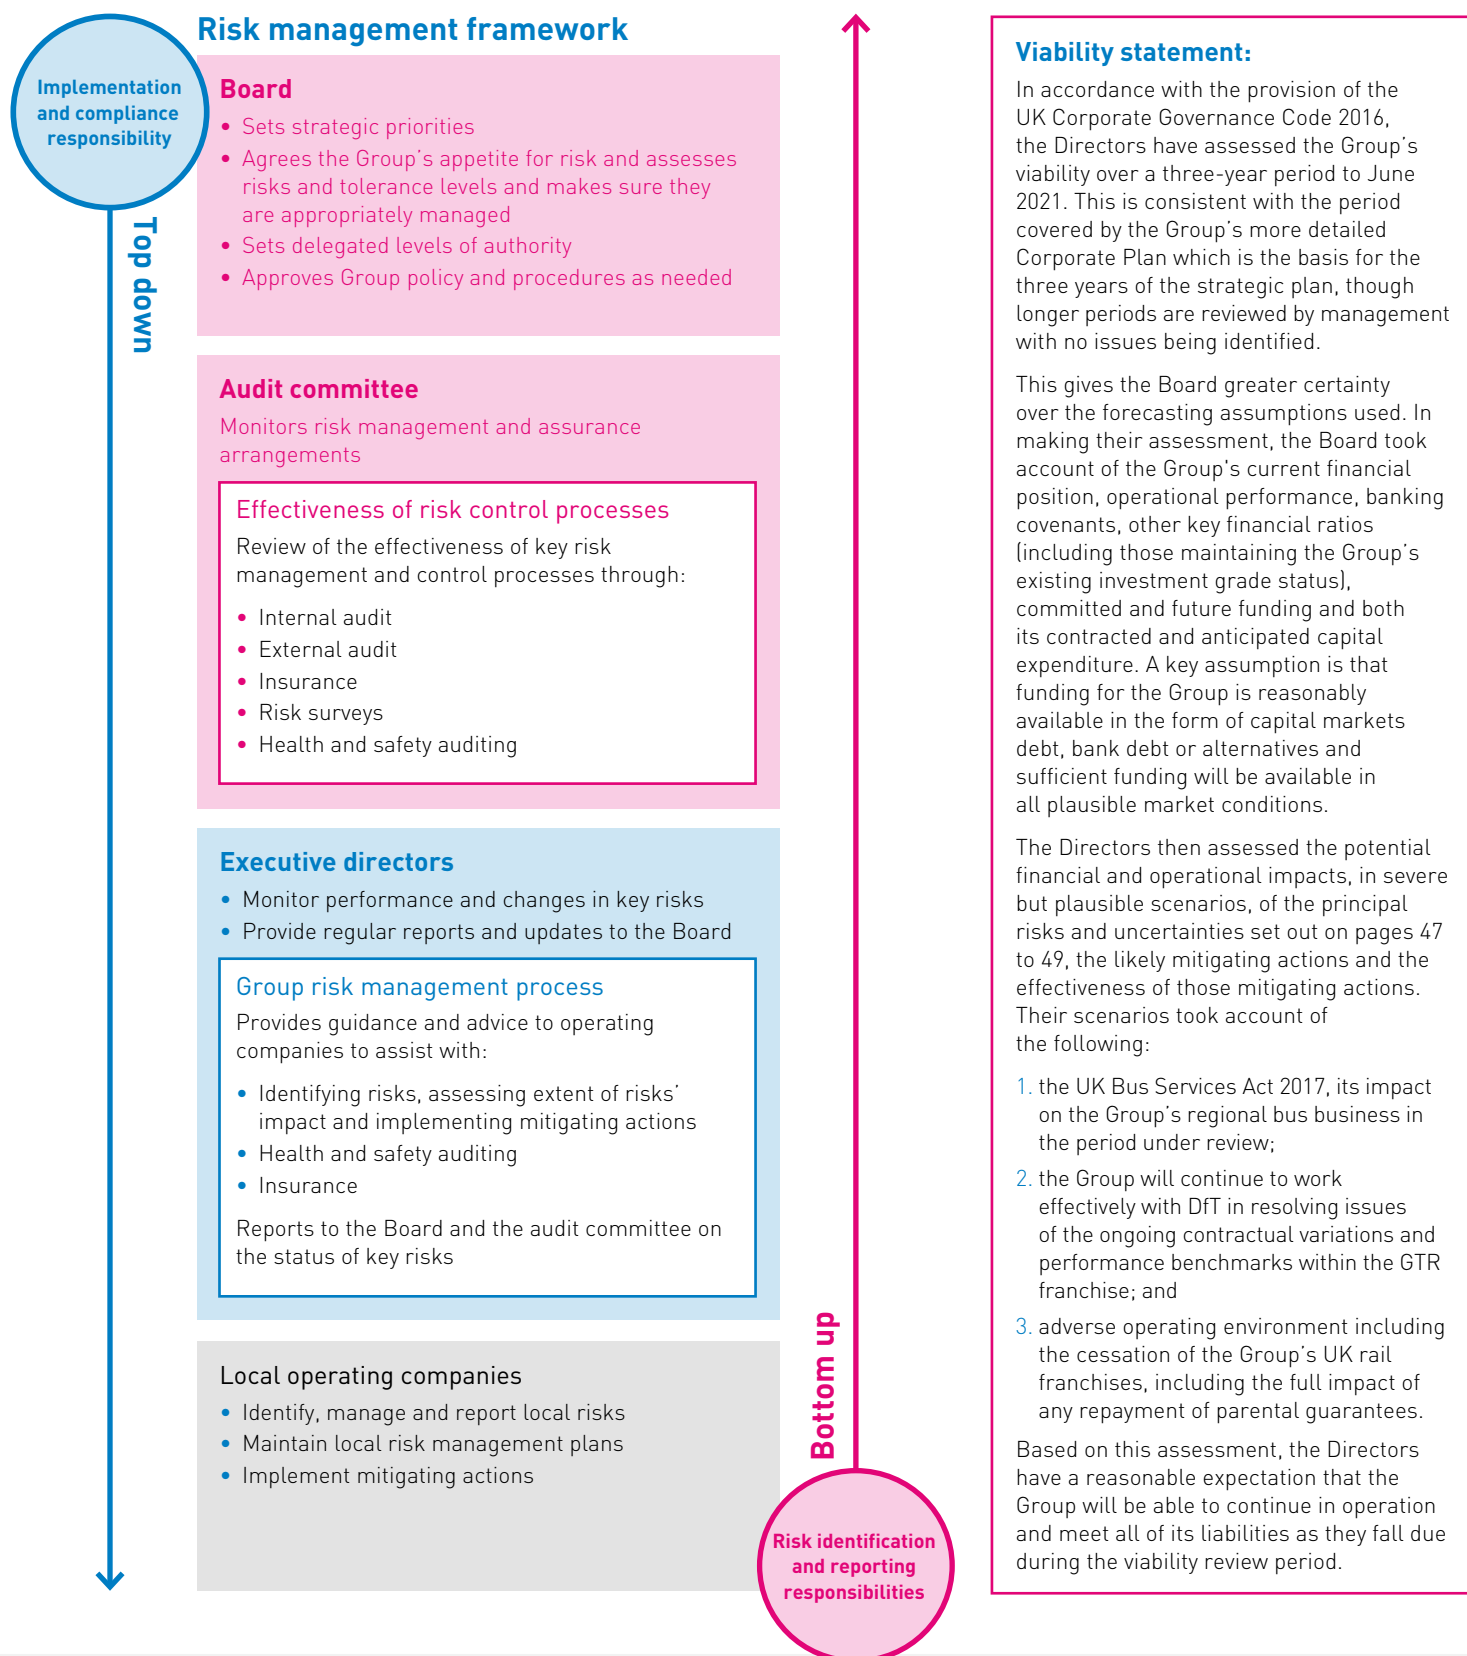 Risk management framework
Implementation
and compliance
responsibility
Top down
Board
• Sets strategic priorities
• Agrees the Group’s appetite for risk and assesses
risks and tolerance levels and makes sure they
are appropriately managed
• Sets delegated levels of authority
• Approves Group policy and procedures as needed
Audit committee
Monitors risk management and assurance
arrangements
Effectiveness of risk control processes
Review of the effectiveness of key risk
management and control processes through:
• Internal audit
• External audit
• Insurance
• Risk surveys
• Health and safety auditing
Executive directors
• Monitor performance and changes in key risks
• Provide regular reports and updates to the Board
Group risk management process
Provides guidance and advice to operating
companies to assist with:
• Identifying risks, assessing extent of risks’
impact and implementing mitigating actions
• Health and safety auditing
• Insurance
Reports to the Board and the audit committee on
the status of key risks
Local operating companies
• Identify, manage and report local risks
• Maintain local risk management plans
• Implement mitigating actions
Bottom up
Risk identification
and reporting
responsibilities
Viability statement:
In accordance with the provision of the
UK Corporate Governance Code 2016,
the Directors have assessed the Group’s
viability over a three-year period to June
2021. This is consistent with the period
covered by the Group’s more detailed
Corporate Plan which is the basis for the
three years of the strategic plan, though
longer periods are reviewed by management
with no issues being identified.
This gives the Board greater certainty
over the forecasting assumptions used. In
making their assessment, the Board took
account of the Group’s current financial
position, operational performance, banking
covenants, other key financial ratios
(including those maintaining the Group’s
existing investment grade status),
committed and future funding and both
its contracted and anticipated capital
expenditure. A key assumption is that
funding for the Group is reasonably
available in the form of capital markets
debt, bank debt or alternatives and
sufficient funding will be available in
all plausible market conditions.
The Directors then assessed the potential
financial and operational impacts, in severe
but plausible scenarios, of the principal
risks and uncertainties set out on pages 47
to 49, the likely mitigating actions and the
effectiveness of those mitigating actions.
Their scenarios took account of
the following:
1. the UK Bus Services Act 2017, its impact
on the Group’s regional bus business in
the period under review;
2. the Group will continue to work
effectively with DfT in resolving issues
of the ongoing contractual variations and
performance benchmarks within the GTR
franchise; and
3. adverse operating environment including
the cessation of the Group’s UK rail
franchises, including the full impact of
any repayment of parental guarantees.
Based on this assessment, the Directors
have a reasonable expectation that the
Group will be able to continue in operation
and meet all of its liabilities as they fall due
during the viability review period.